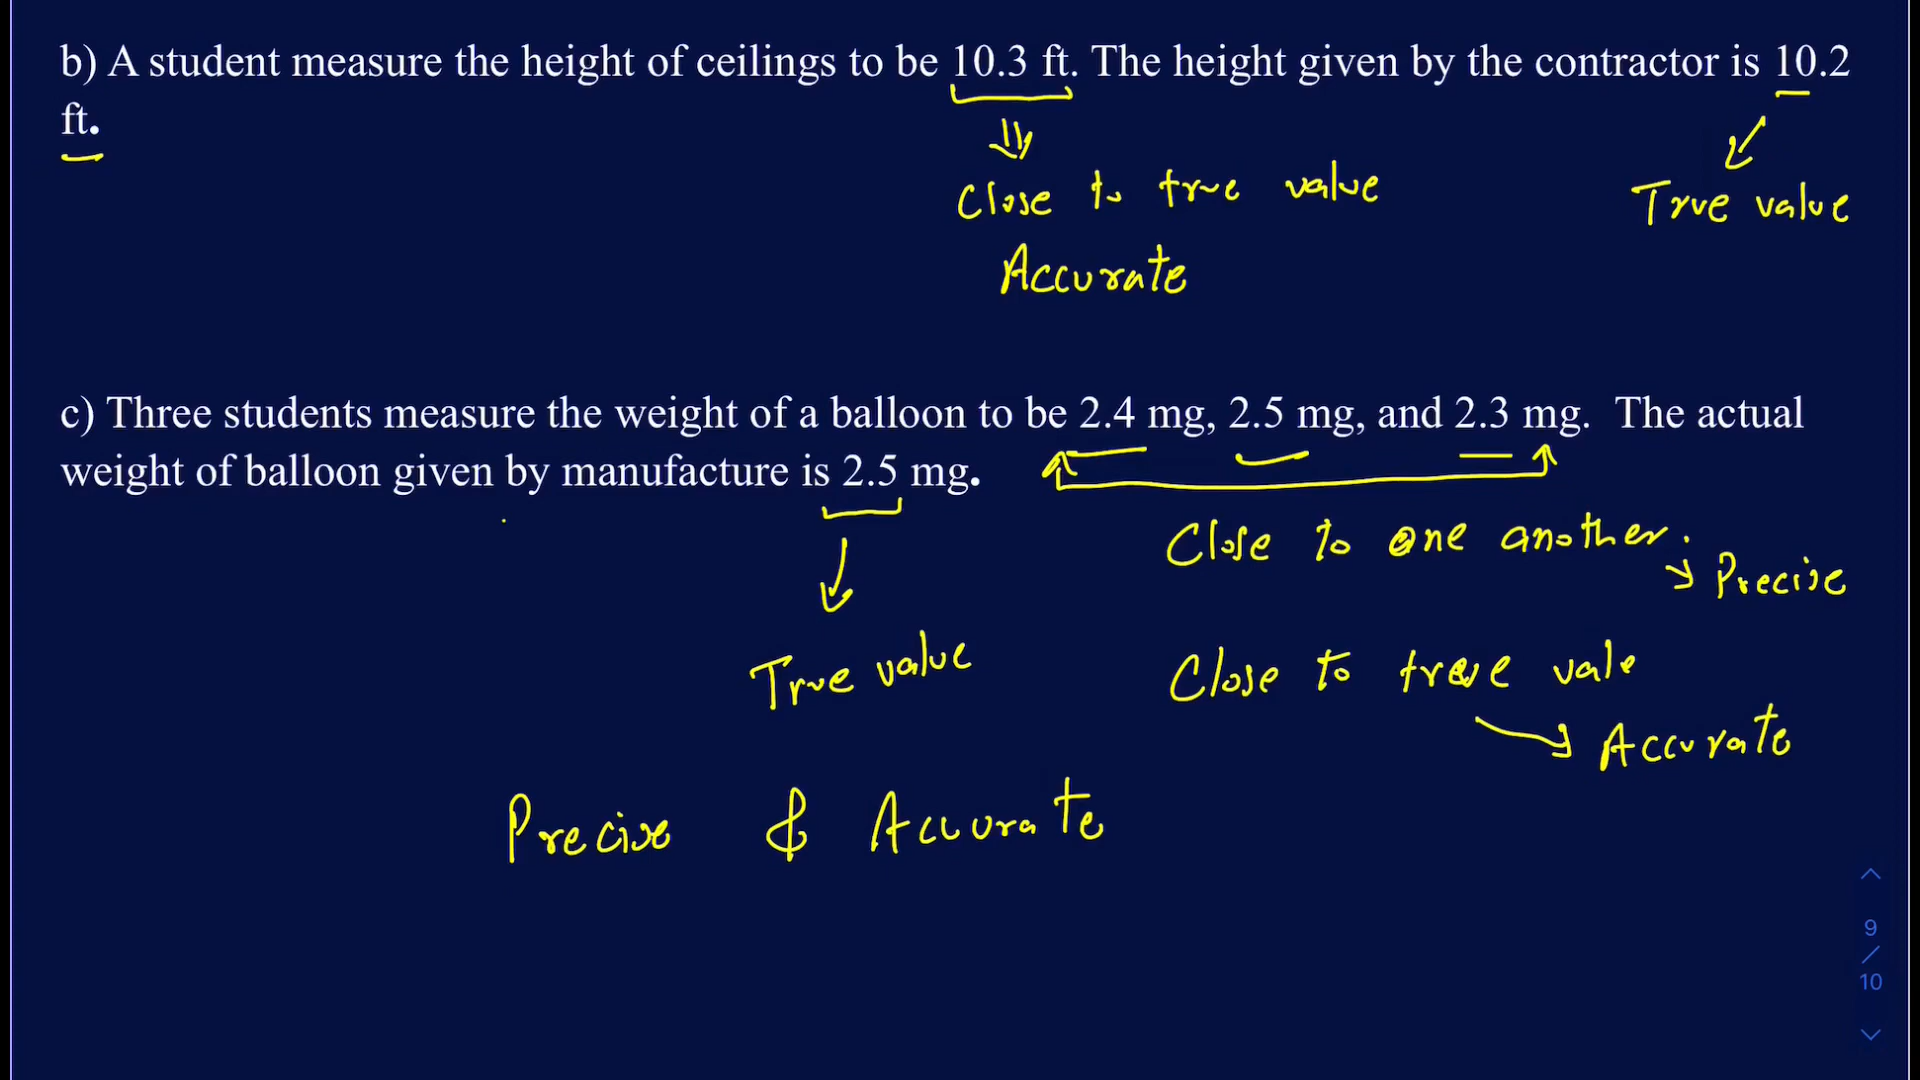 b) A student measure the height of ceilings to be 10.3 ft. The height given by the contractor is 10.2
ft.
Close to true value
True value
Accurate
c) Three students measure the weight of a balloon to be 2.4 mg, 2.5 mg, and 2.3 mg. The actual
weight of balloon given by manufacture is 2.5 mg.
Close to one another.
Precise
True value
Close to true vale
Accurate
Precise & Accurate
9
/
10